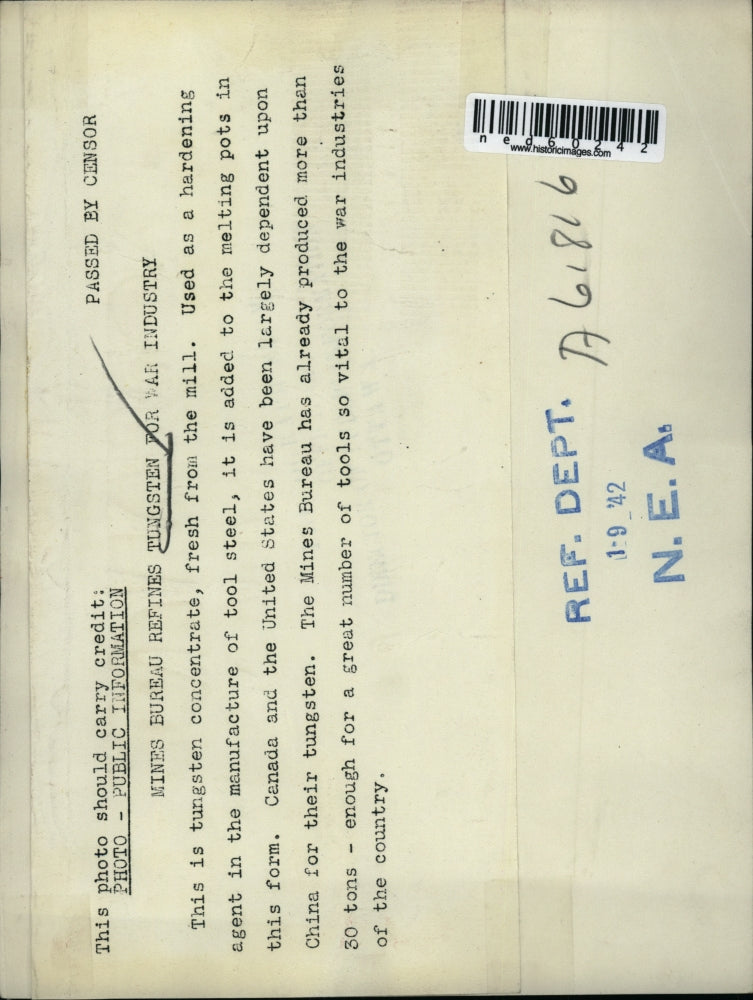 This photo should carry credit:
PHOTO - PUBLIC INFORMATION
PASSED BY CENSOR
MINES BUREAU REFINES TUNGSTEN FOR WAR INDUSTRY
This is tungsten concentrate, fresh from the mill. Used as a hardening
agent in the manufacture of tool steel, it is added to the melting pots in
this form. Canada and the United States have been largely dependent upon
China for their tungsten. The Mines Bureau has already produced more than
30 tons - enough for a great number of tools so vital to the war industries
of the country.
ned60242
www.historicimages.com
A 61816
REF. DEPT.
1-9 '42
N. E. A.